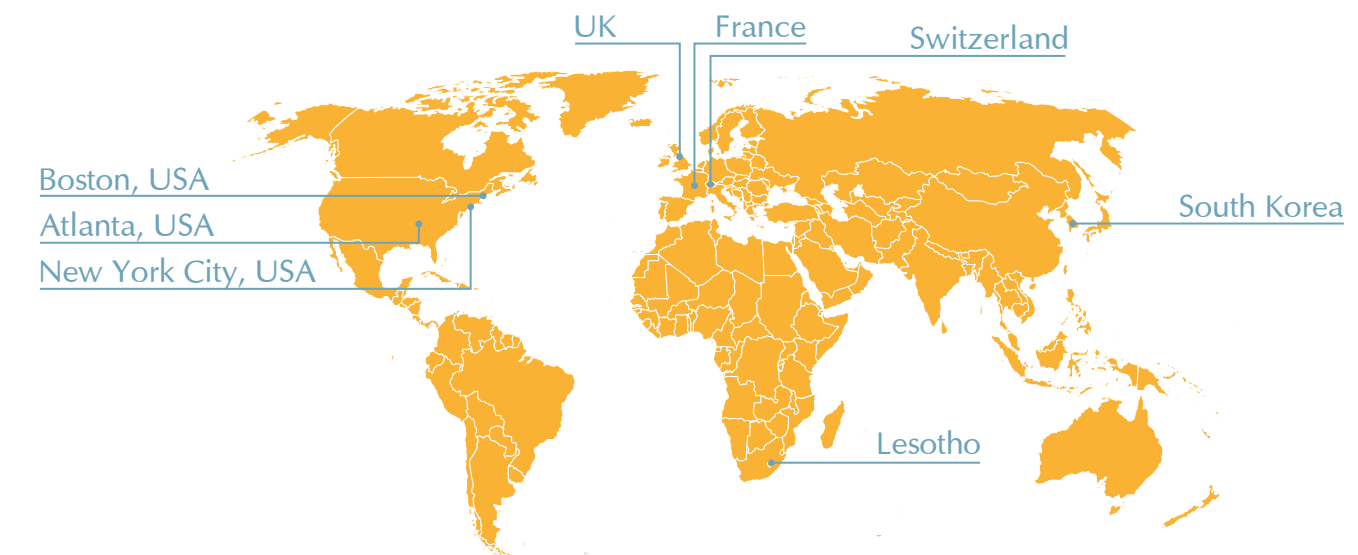 UK
France
Switzerland
Boston, USA
Atlanta, USA
New York City, USA
South Korea
Lesotho